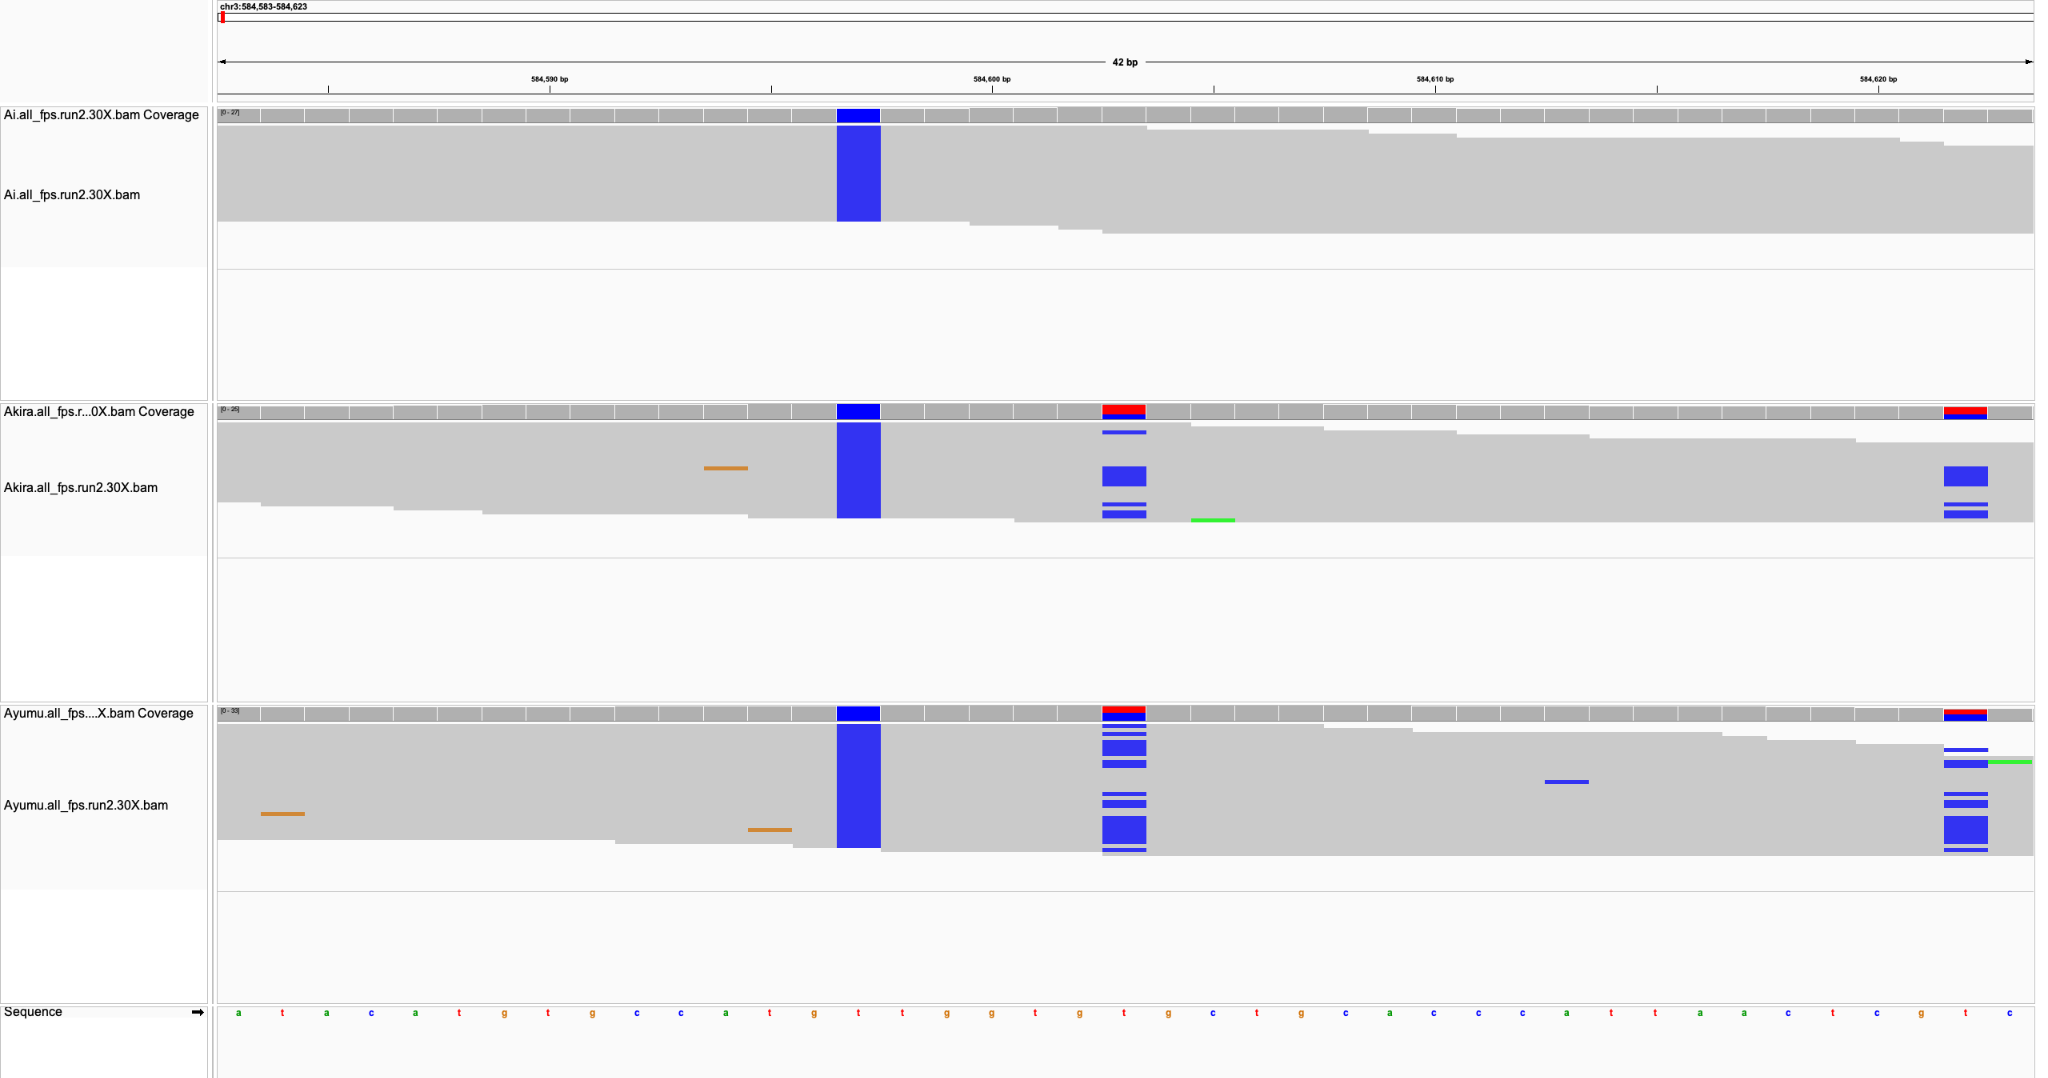 chr3:584,583-584,623
42 bp
584,590 bp 584,600 bp 584,610 bp 584,620 bp
Ai.all_fps.run2.30X.bam Coverage [0 - 27]
Ai.all_fps.run2.30X.bam
Akira.all_fps.r...0X.bam Coverage [0 - 25]
Akira.all_fps.run2.30X.bam
Ayumu.all_fps....X.bam Coverage [0 - 33]
Ayumu.all_fps.run2.30X.bam
Sequence a t a c a t g t g c c a t g t t g g t g t g c t g c a c c c a t t a a c t c g t c